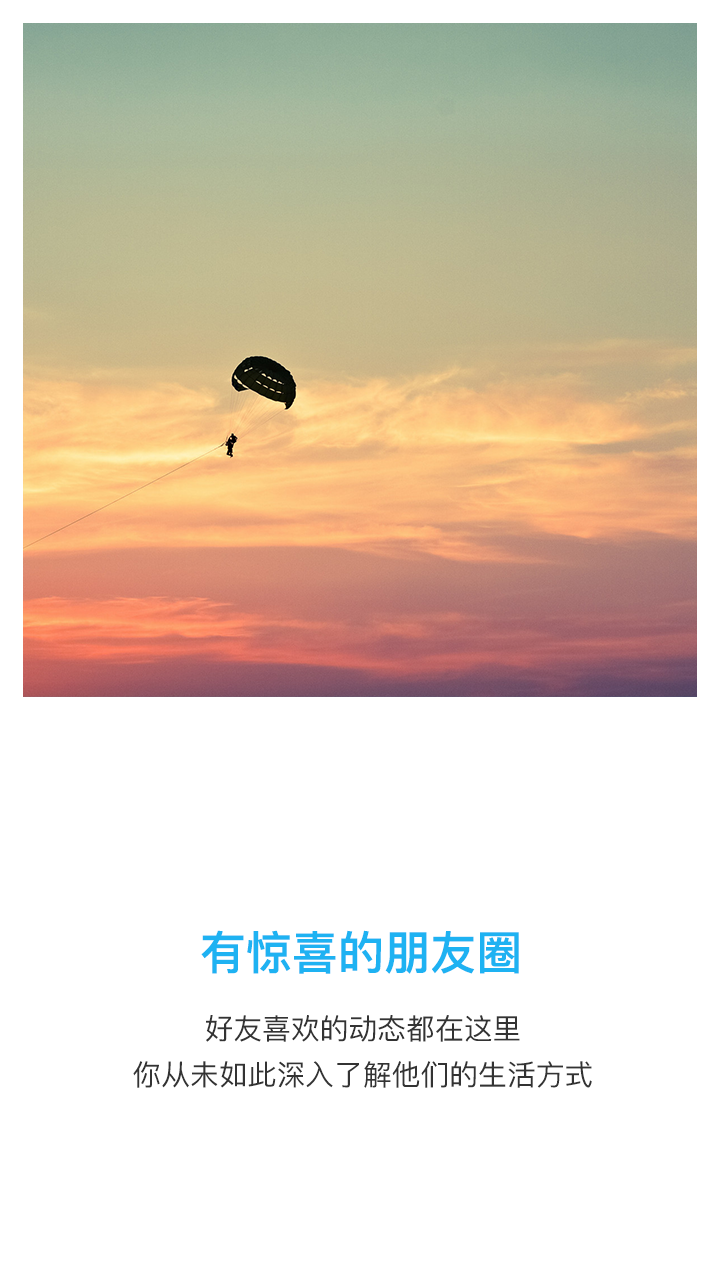 有惊喜的朋友圈
好友喜欢的动态都在这里
你从未如此深入了解他们的生活方式